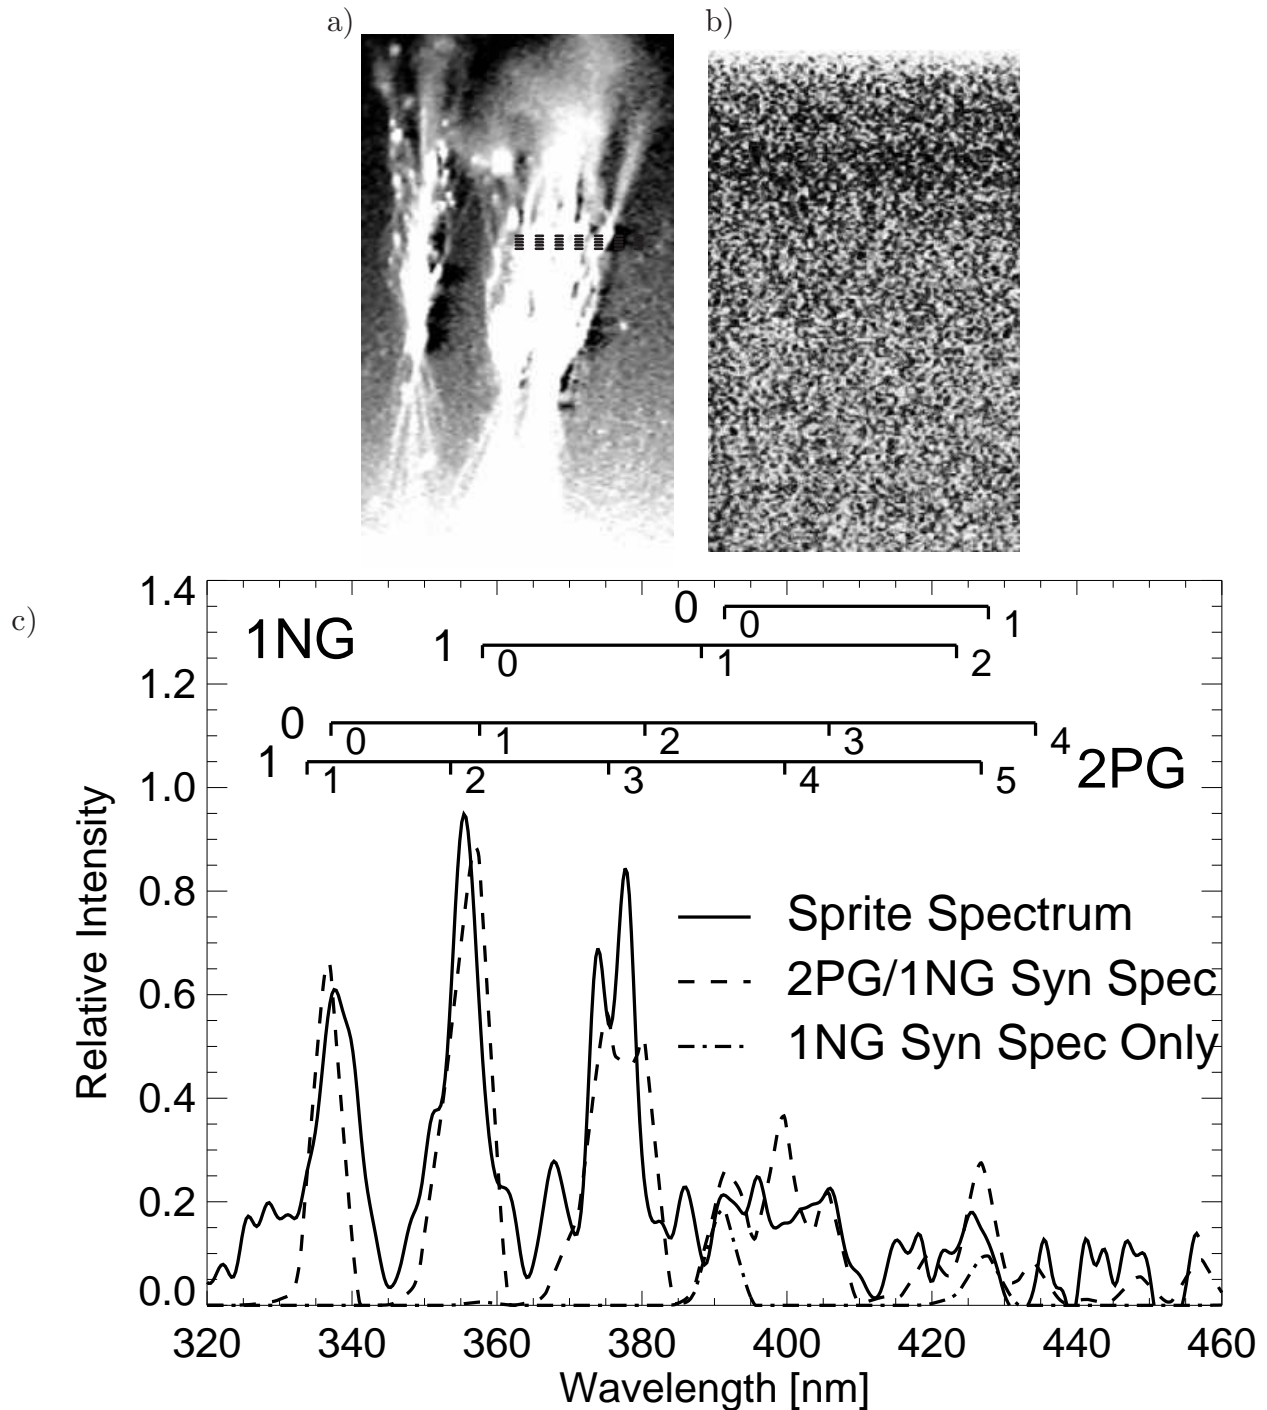 a) b)
c)
1.4
1.2
1.0
0.8
0.6
0.4
0.2
0.0
Relative Intensity
0 0 1
1NG 1 0 1 2
0 0 1 2 3 4
1 1 2 3 4 5 2PG
Sprite Spectrum
2PG/1NG Syn Spec
1NG Syn Spec Only
320 340 360 380 400 420 440 460
Wavelength [nm]